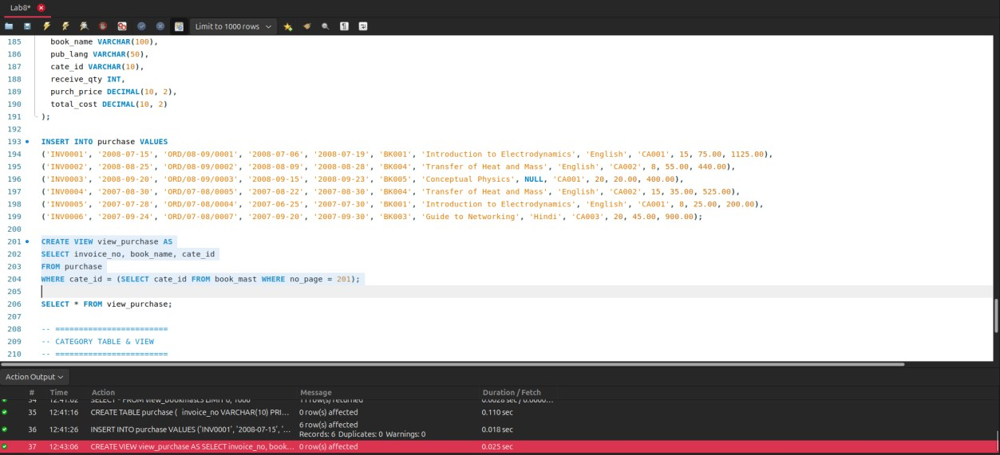 Lab8*
Limit to 1000 rows
185 book_name VARCHAR(100),
186 pub_lang VARCHAR(50),
187 cate_id VARCHAR(10),
188 receive_qty INT,
189 purch_price DECIMAL(10, 2),
190 total_cost DECIMAL(10, 2)
191 );
192
193 INSERT INTO purchase VALUES
194 ('INV0001', '2008-07-15', 'ORD/08-09/0001', '2008-07-06', '2008-07-19', 'BK001', 'Introduction to Electrodynamics', 'English', 'CA001', 15, 75.00, 1125.00),
195 ('INV0002', '2008-08-25', 'ORD/08-09/0002', '2008-08-09', '2008-08-28', 'BK004', 'Transfer of Heat and Mass', 'English', 'CA002', 8, 55.00, 440.00),
196 ('INV0003', '2008-09-20', 'ORD/08-09/0003', '2008-09-15', '2008-09-23', 'BK005', 'Conceptual Physics', NULL, 'CA001', 20, 20.00, 400.00),
197 ('INV0004', '2007-08-30', 'ORD/07-08/0005', '2007-08-22', '2007-08-30', 'BK004', 'Transfer of Heat and Mass', 'English', 'CA002', 15, 35.00, 525.00),
198 ('INV0005', '2007-07-28', 'ORD/07-08/0004', '2007-06-25', '2007-07-30', 'BK001', 'Introduction to Electrodynamics', 'English', 'CA001', 8, 25.00, 200.00),
199 ('INV0006', '2007-09-24', 'ORD/07-08/0007', '2007-09-20', '2007-09-30', 'BK003', 'Guide to Networking', 'Hindi', 'CA003', 20, 45.00, 900.00);
200
201 CREATE VIEW view_purchase AS
202 SELECT invoice_no, book_name, cate_id
203 FROM purchase
204 WHERE cate_id = (SELECT cate_id FROM book_mast WHERE no_page = 201);
205
206 SELECT * FROM view_purchase;
207
208 -- ========================
209 -- CATEGORY TABLE & VIEW
210 -- ========================
Action Output
# Time Action Message Duration / Fetch
34 12:41:02 SELECT * FROM view_bookmast3 LIMIT 0, 1000 11 row(s) returned
35 12:41:16 CREATE TABLE purchase ( invoice_no VARCHAR(10) PRI... 0 row(s) affected 0.110 sec
36 12:41:26 INSERT INTO purchase VALUES ('INV0001', '2008-07-15', '... 6 row(s) affected
Records: 6 Duplicates: 0 Warnings: 0 0.018 sec
37 12:43:06 CREATE VIEW view_purchase AS SELECT invoice_no, book... 0 row(s) affected 0.025 sec